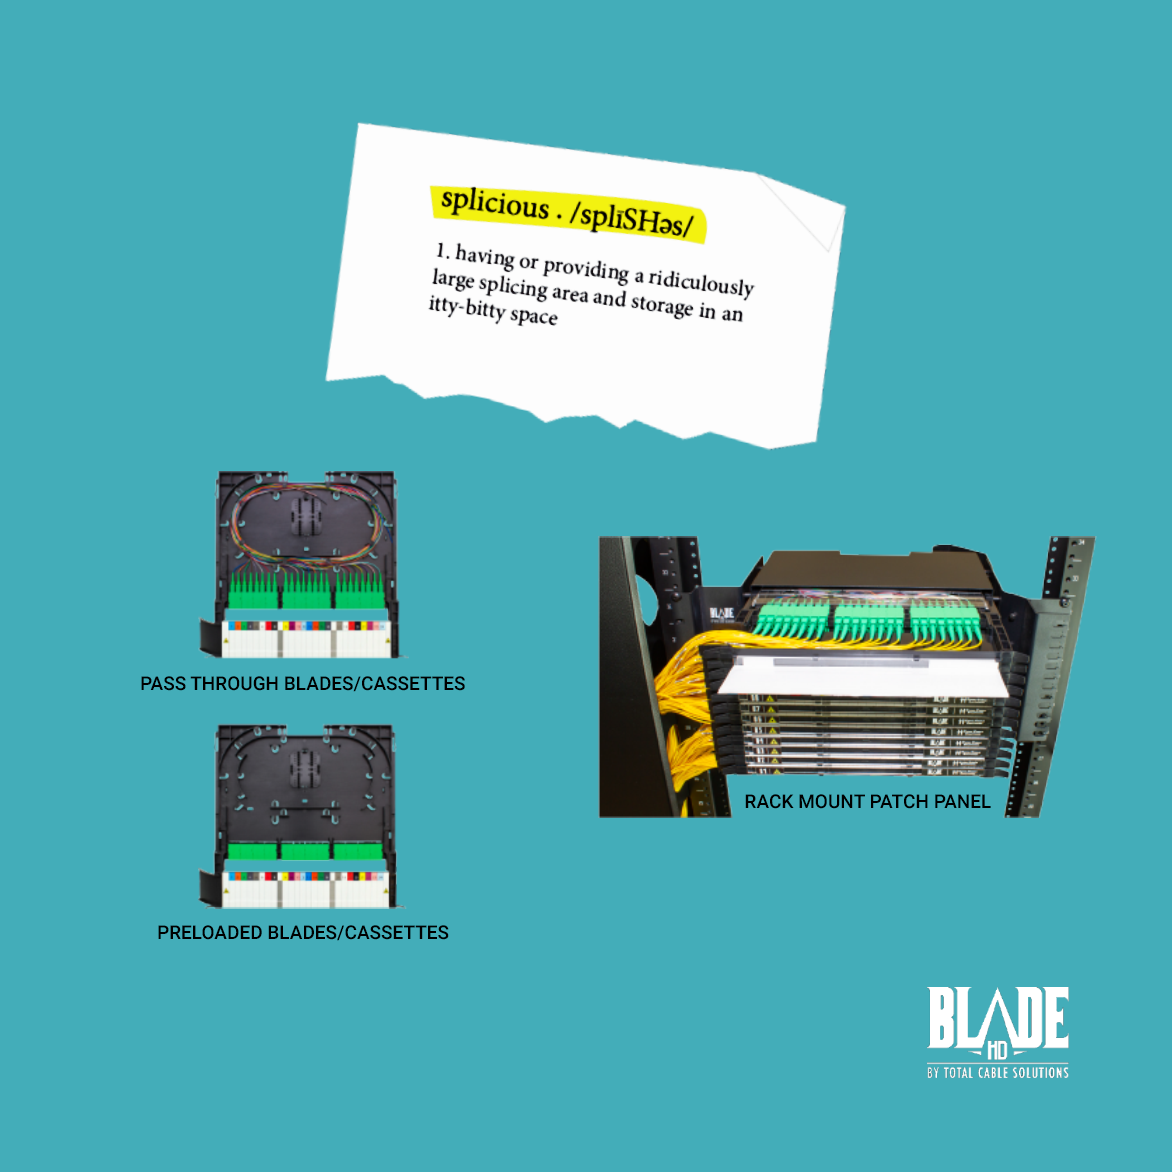 splicious . /splīSHəs/
1. having or providing a ridiculously
large splicing area and storage in an
itty-bitty space
PASS THROUGH BLADES/CASSETTES
BLADE
RACK MOUNT PATCH PANEL
PRELOADED BLADES/CASSETTES
BLADE
HD
BY TOTAL CABLE SOLUTIONS